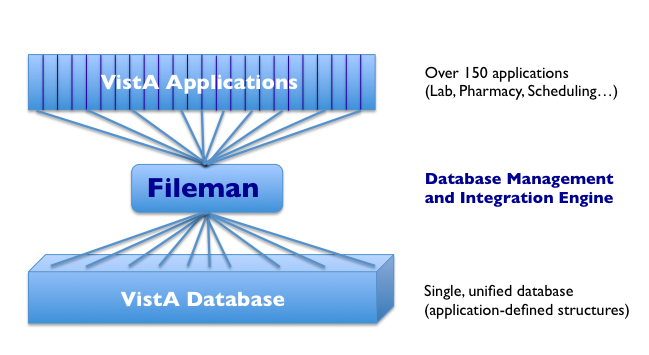 VistA Applications
Over 150 applications
(Lab, Pharmacy, Scheduling…)
Fileman
Database Management
and Integration Engine
VistA Database
Single, unified database
(application-defined structures)